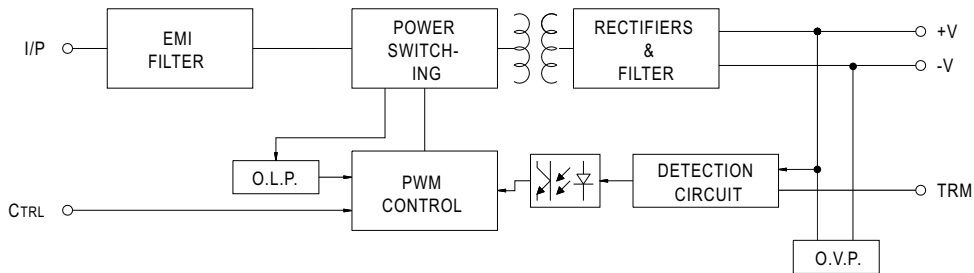 I/P
EMI
FILTER
POWER
SWITCH-
ING
RECTIFIERS
&
FILTER
+V
-V
O.L.P.
PWM
CONTROL
DETECTION
CIRCUIT
TRM
CTRL
O.V.P.